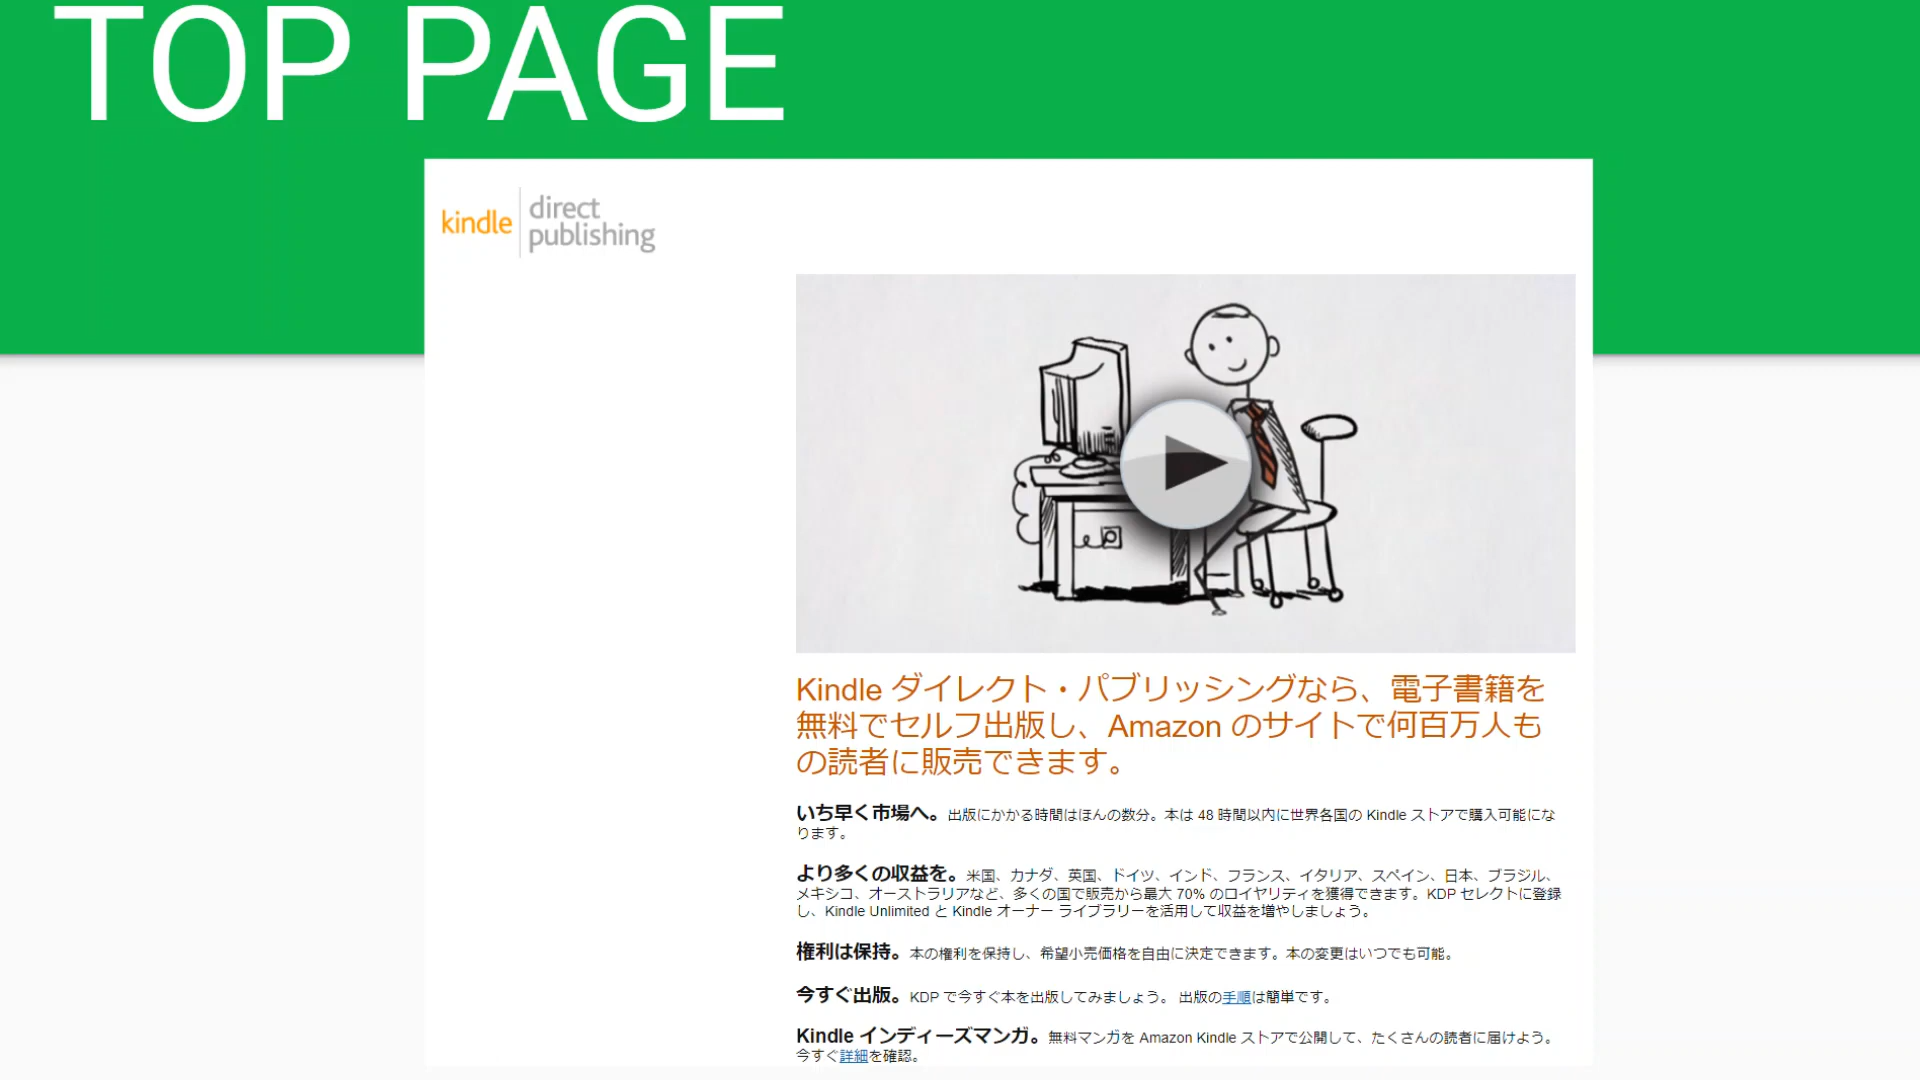 TOP PAGE
kindle direct publishing
Kindle ダイレクト・パブリッシングなら、電子書籍を
無料でセルフ出版し、Amazon のサイトで何百万人も
の読者に販売できます。
いち早く市場へ。出版にかかる時間はほんの数分。本は 48 時間以内に世界各国の Kindle ストアで購入可能にな
ります。
より多くの収益を。米国、カナダ、英国、ドイツ、インド、フランス、イタリア、スペイン、日本、ブラジル、
メキシコ、オーストラリアなど、多くの国で販売から最大 70% のロイヤリティを獲得できます。KDP セレクトに登録
し、Kindle Unlimited と Kindle オーナー ライブラリーを活用して収益を増やしましょう。
権利は保持。本の権利を保持し、希望小売価格を自由に決定できます。本の変更はいつでも可能。
今すぐ出版。KDP で今すぐ本を出版してみましょう。 出版の手順は簡単です。
Kindle インディーズマンガ。無料マンガを Amazon Kindle ストアで公開して、たくさんの読者に届けよう。
今すぐ詳細を確認。